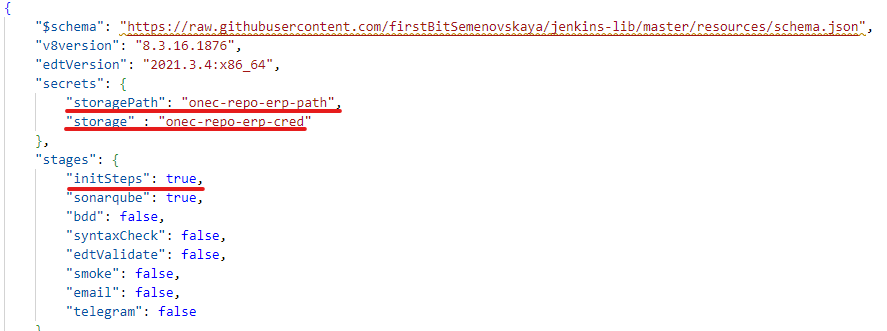 {
"$schema": "https://raw.githubusercontent.com/firstBitSemenovskaya/jenkins-lib/master/resources/schema.json",
"v8version": "8.3.16.1876",
"edtVersion": "2021.3.4:x86_64",
"secrets": {
"storagePath": "onec-repo-erp-path",
"storage" : "onec-repo-erp-cred"
},
"stages": {
"initSteps": true,
"sonarqube": true,
"bdd": false,
"syntaxCheck": false,
"edtValidate": false,
"smoke": false,
"email": false,
"telegram": false
}